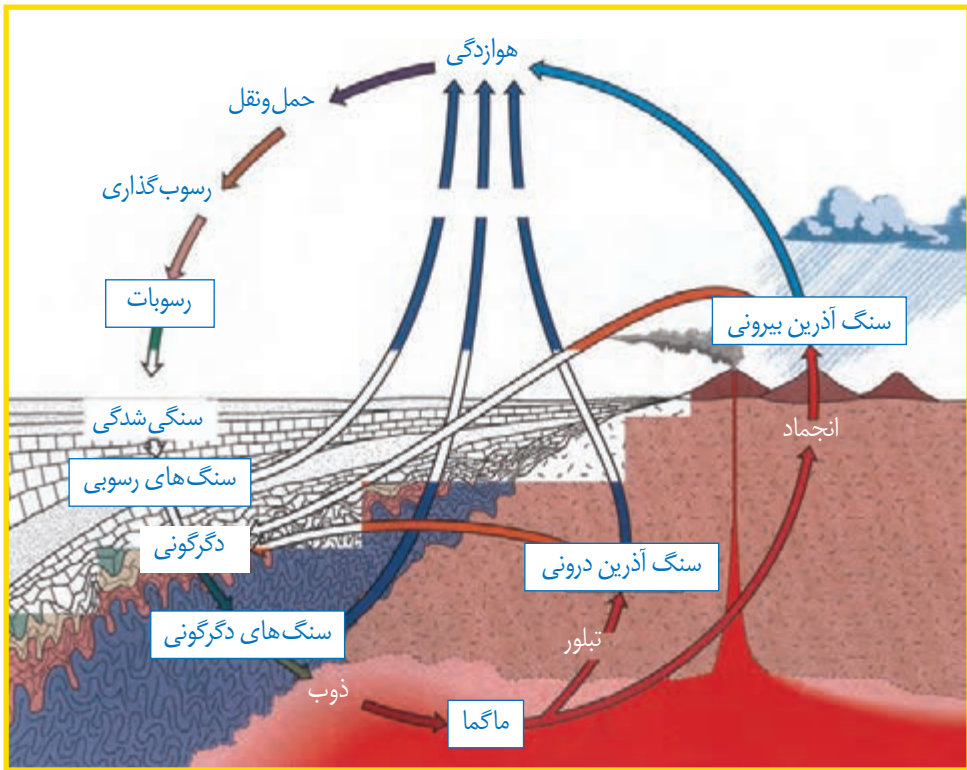 هوازدگی
حمل‌ونقل
رسوب‌گذاری
رسوبات
سنگ آذرین بیرونی
سنگی‌شدگی
انجماد
سنگ‌های رسوبی
دگرگونی
سنگ آذرین درونی
سنگ‌های دگرگونی
تبلور
ذوب
ماگما